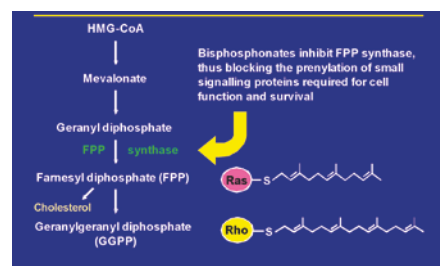 HMG-CoA
Mevalonate
Geranyl diphosphate
FPP synthase
Farnesyl diphosphate (FPP)
Cholesterol
Geranylgeranyl diphosphate
(GGPP)
Bisphosphonates inhibit FPP synthase,
thus blocking the prenylation of small
signalling proteins required for cell
function and survival
Ras S
Rho S